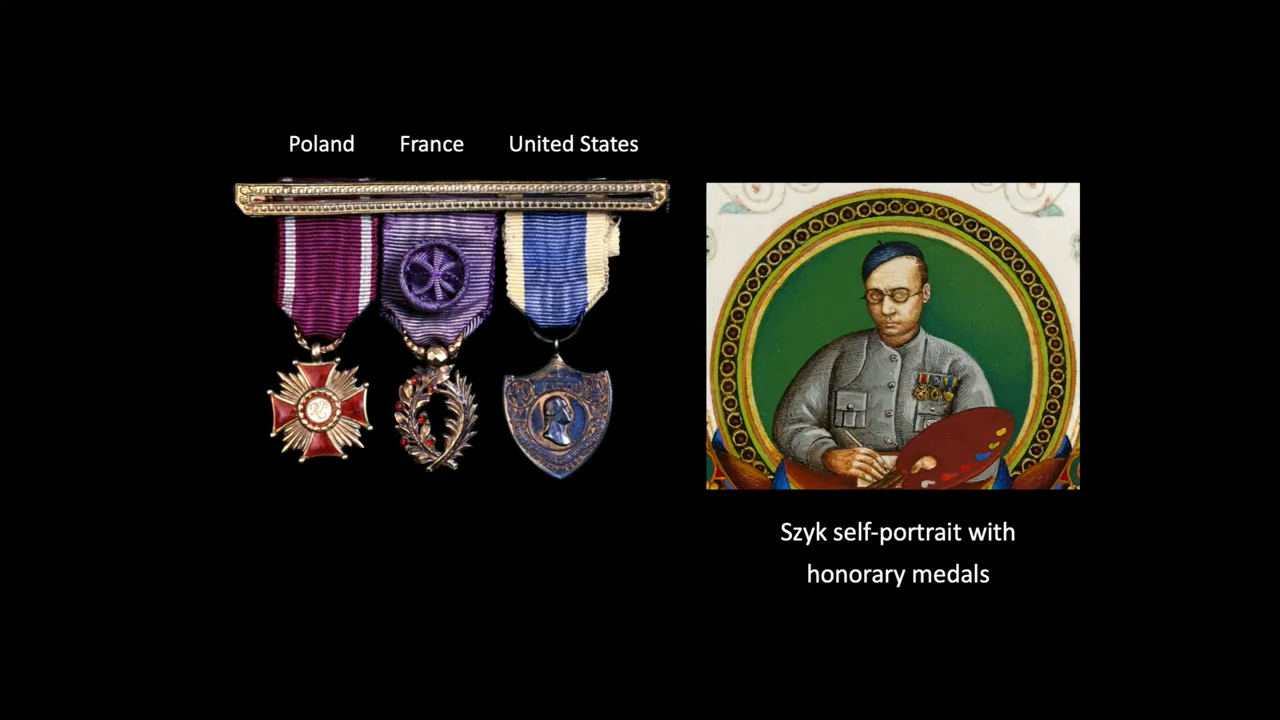 Poland France United States
Szyk self-portrait with
honorary medals